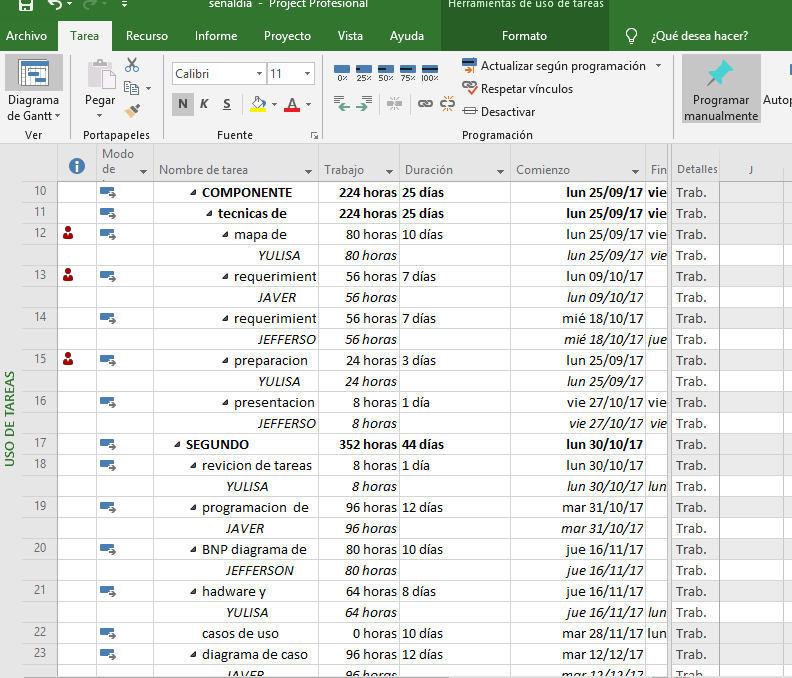 senaldia - Project Profesional
Herramientas de uso de tareas
Archivo Tarea Recurso Informe Proyecto Vista Ayuda Formato ¿Qué desea hacer?
Diagrama de Gantt
Ver
Pegar
Portapapeles
Calibri 11
N K S A
Fuente
0% 25% 50% 75% 100%
Actualizar según programación
Respetar vínculos
Desactivar
Programación
Programar manualmente
Autop
USO DE TAREAS
Modo de Nombre de tarea Trabajo Duración Comienzo Fin Detalles J
10 COMPONENTE 224 horas 25 días lun 25/09/17 vie Trab.
11 tecnicas de 224 horas 25 días lun 25/09/17 vie Trab.
12 mapa de 80 horas 10 días lun 25/09/17 vie Trab.
YULISA 80 horas lun 25/09/17 vie Trab.
13 requerimient 56 horas 7 días lun 09/10/17 Trab.
JAVER 56 horas lun 09/10/17 Trab.
14 requerimient 56 horas 7 días mié 18/10/17 Trab.
JEFFERSO 56 horas mié 18/10/17 jue Trab.
15 preparacion 24 horas 3 días lun 25/09/17 Trab.
YULISA 24 horas lun 25/09/17 Trab.
16 presentacion 8 horas 1 día vie 27/10/17 vie Trab.
JEFFERSO 8 horas vie 27/10/17 vie Trab.
17 SEGUNDO 352 horas 44 días lun 30/10/17 Trab.
18 revicion de tareas 8 horas 1 día lun 30/10/17 Trab.
YULISA 8 horas lun 30/10/17 lun Trab.
19 programacion de 96 horas 12 días mar 31/10/17 Trab.
JAVER 96 horas mar 31/10/17 Trab.
20 BNP diagrama de 80 horas 10 días jue 16/11/17 Trab.
JEFFERSON 80 horas jue 16/11/17 Trab.
21 hadware y 64 horas 8 días jue 16/11/17 Trab.
YULISA 64 horas jue 16/11/17 lun Trab.
22 casos de uso 0 horas 10 días mar 28/11/17 lun Trab.
23 diagrama de caso 96 horas 12 días mar 12/12/17 Trab.
JAVER 96 horas mar 12/12/17 Trab.